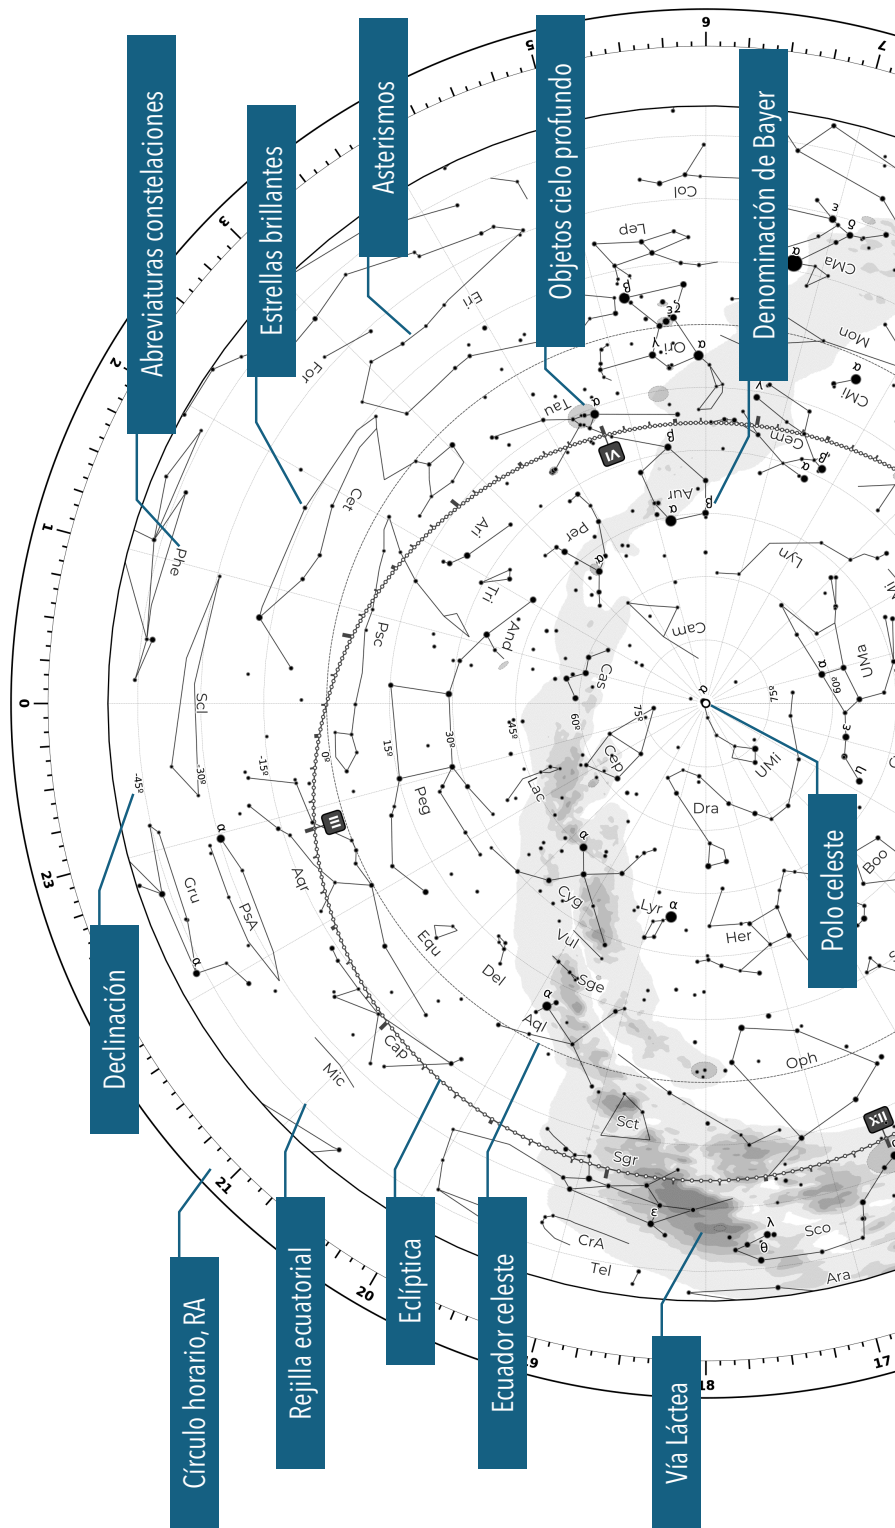 Abreviaturas constelaciones
Estrellas brillantes
Asterismos
Objetos cielo profundo
Denominación de Bayer
Declinación
Polo celeste
Círculo horario, RA
Rejilla ecuatorial
Eclíptica
Ecuador celeste
Vía Láctea
5
6
7
3
2
1
0
23
21
20
19
18
17
VI
III
XII
Col
Lep
β
ε
δ
α
CMa
Eri
ζ
ε
γ
Ori
α
Mon
For
Tau
α
γ
CMi
α
Gem
β
α
β
Cet
Aur
α
β
Ari
Per
α
Phe
Tri
Lyn
And
Cam
Psc
UMa
α
Cas
Scl
α
75º
60º
-45º
-30º
-15º
0º
15º
30º
45º
60º
75º
ε
η
Cep
UMi
Lac
Peg
Dra
α
α
Aqr
Gru
PsA
Cyg
Boo
Lyr
α
Equ
Vul
Her
α
Del
Sge
α
Aql
Cap
Mic
Oph
Sct
Sgr
ε
λ
θ
Sco
CrA
Tel
Ara